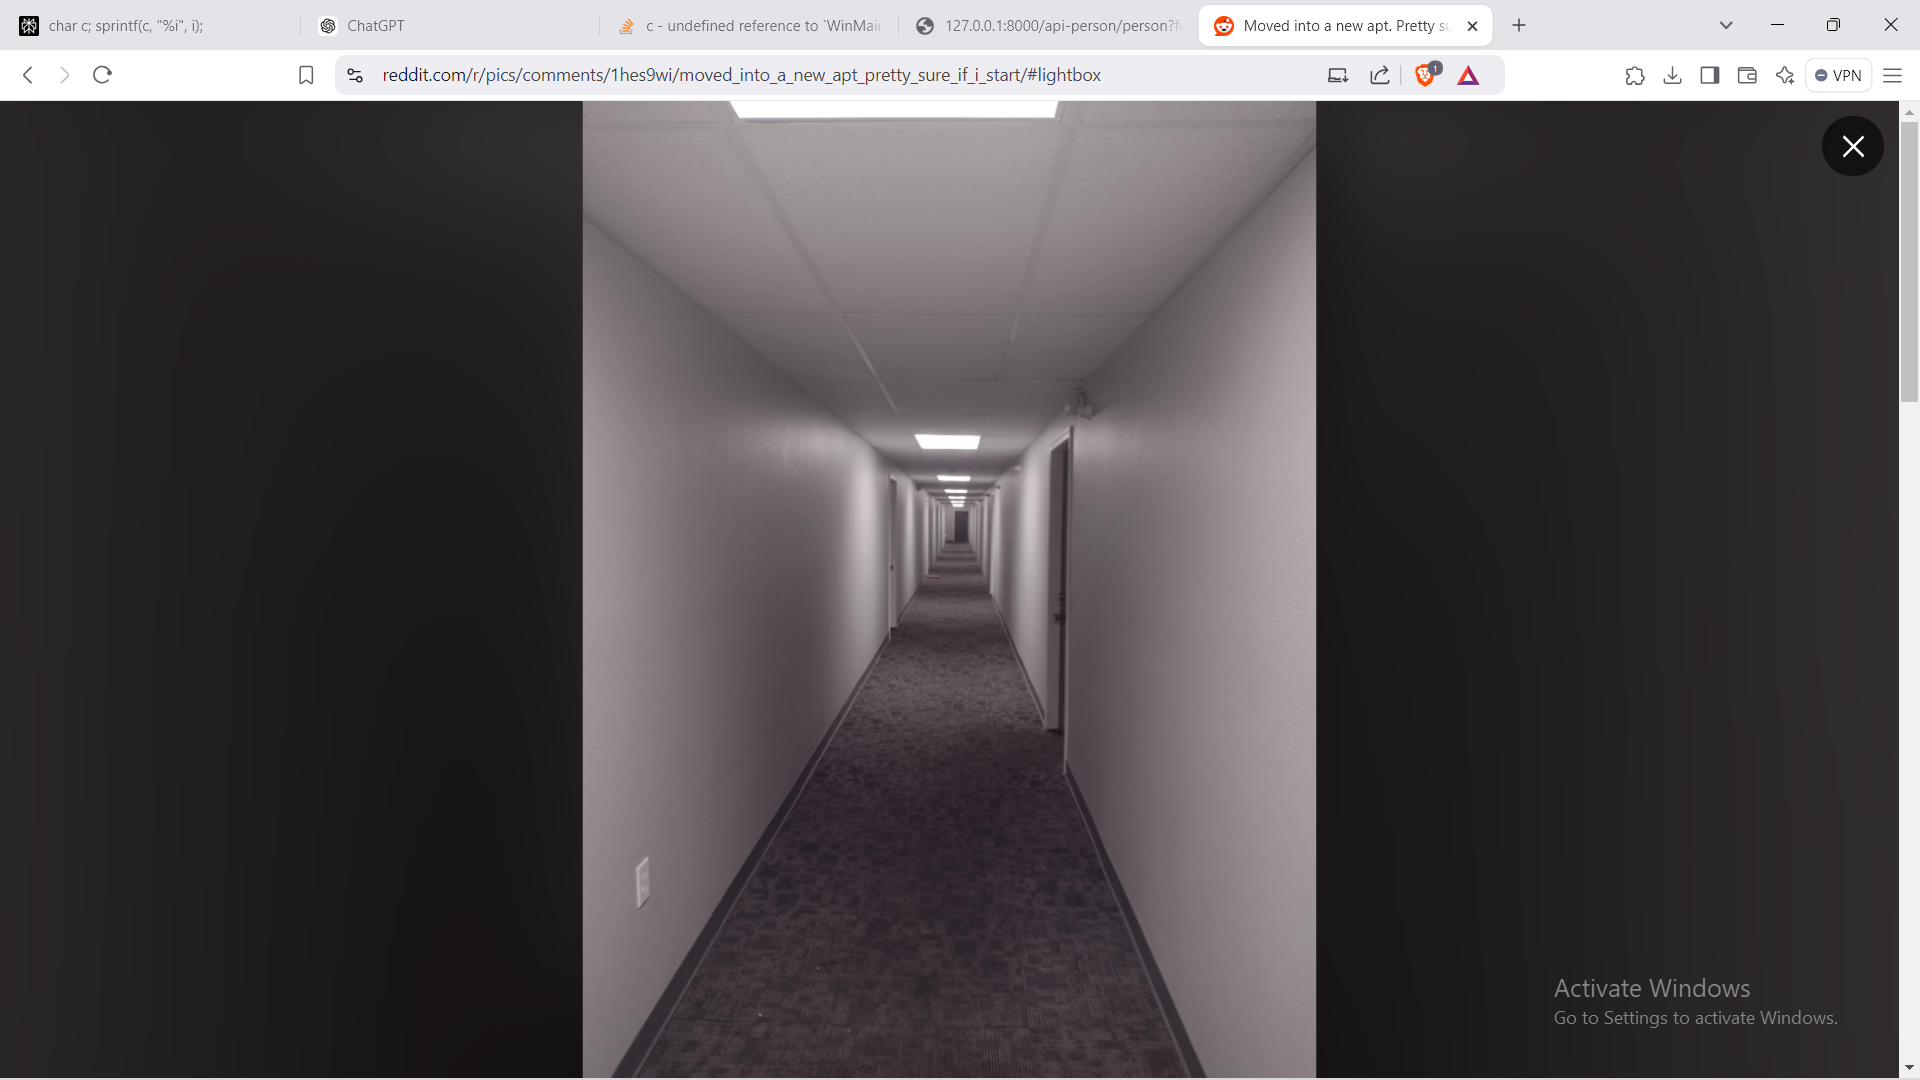 char c; sprintf(c, "%i", i);
ChatGPT
c - undefined reference to `WinMain
127.0.0.1:8000/api-person/person?f
Moved into a new apt. Pretty su
reddit.com/r/pics/comments/1hes9wi/moved_into_a_new_apt_pretty_sure_if_i_start/#lightbox
1
VPN
Activate Windows
Go to Settings to activate Windows.